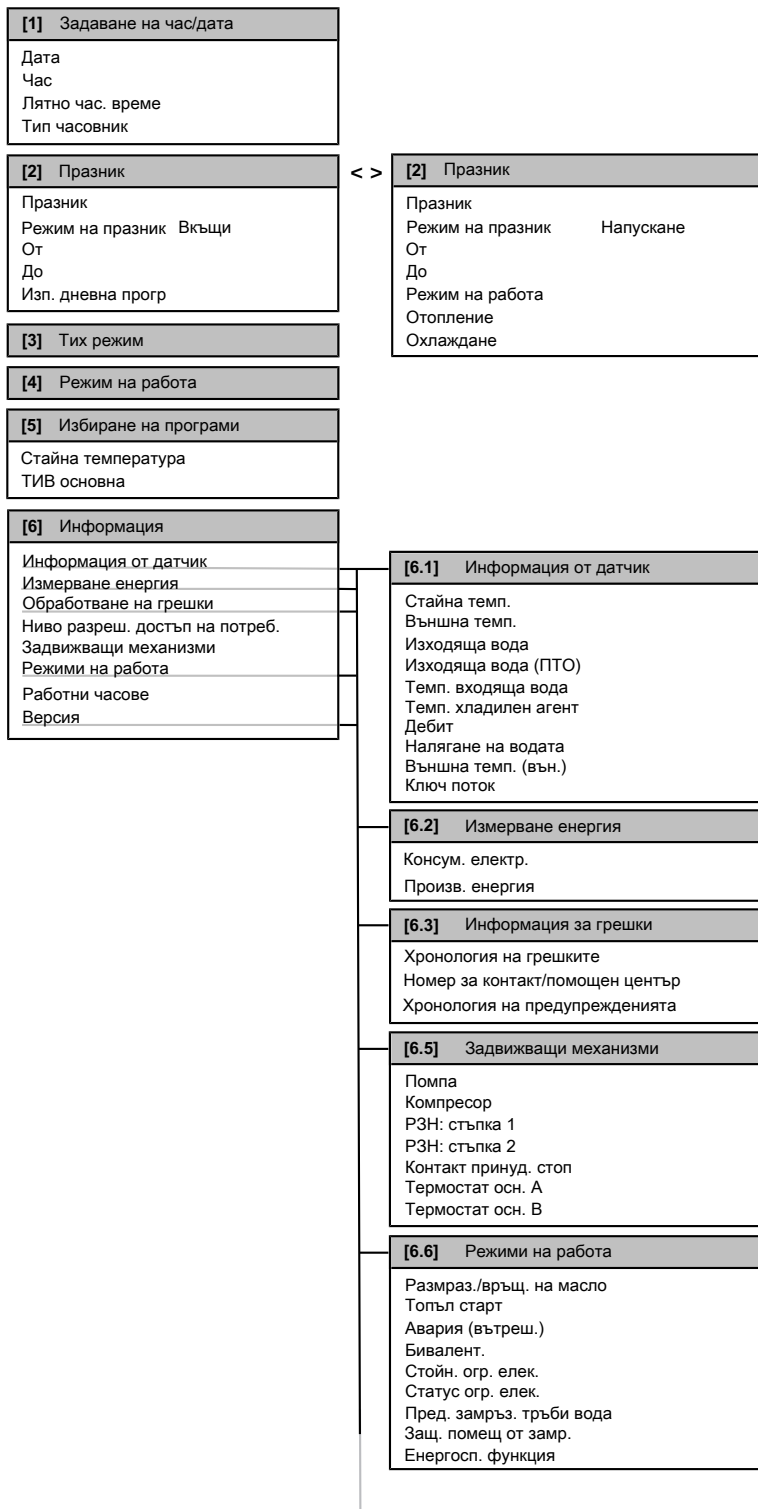 [1] Задаване на час/дата
Дата
Час
Лятно час. време
Тип часовник
[2] Празник
Празник
Режим на празник Вкъщи
От
До
Изп. дневна прогр
< >
[2] Празник
Празник
Режим на празник Напускане
От
До
Режим на работа
Отопление
Охлаждане
[3] Тих режим
[4] Режим на работа
[5] Избиране на програми
Стайна температура
ТИВ основна
[6] Информация
Информация от датчик
Измерване енергия
Обработване на грешки
Ниво разреш. достъп на потреб.
Задвижващи механизми
Режими на работа
Работни часове
Версия
[6.1] Информация от датчик
Стайна темп.
Външна темп.
Изходяща вода
Изходяща вода (ПТО)
Темп. входяща вода
Темп. хладилен агент
Дебит
Налягане на водата
Външна темп. (вън.)
Ключ поток
[6.2] Измерване енергия
Консум. електр.
Произв. енергия
[6.3] Информация за грешки
Хронология на грешките
Номер за контакт/помощен център
Хронология на предупрежденията
[6.5] Задвижващи механизми
Помпа
Компресор
РЗН: стъпка 1
РЗН: стъпка 2
Контакт принуд. стоп
Термостат осн. А
Термостат осн. В
[6.6] Режими на работа
Размраз./връщ. на масло
Топъл старт
Авария (вътреш.)
Бивалент.
Стойн. огр. елек.
Статус огр. елек.
Пред. замръз. тръби вода
Защ. помещ от замр.
Енергосп. функция